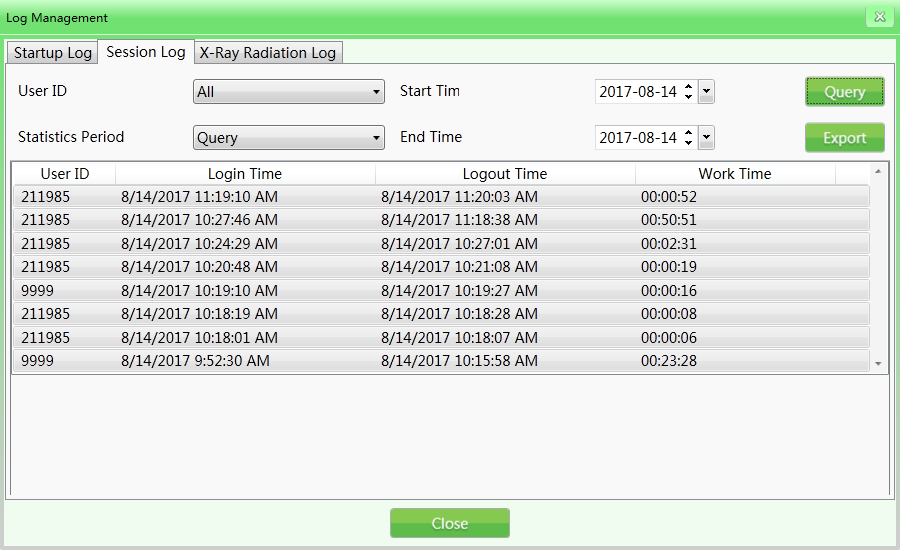 Log Management
Startup Log Session Log X-Ray Radiation Log
User ID All Start Tim 2017-08-14 Query
Statistics Period Query End Time 2017-08-14 Export
User ID Login Time Logout Time Work Time
211985 8/14/2017 11:19:10 AM 8/14/2017 11:20:03 AM 00:00:52
211985 8/14/2017 10:27:46 AM 8/14/2017 11:18:38 AM 00:50:51
211985 8/14/2017 10:24:29 AM 8/14/2017 10:27:01 AM 00:02:31
211985 8/14/2017 10:20:48 AM 8/14/2017 10:21:08 AM 00:00:19
9999 8/14/2017 10:19:10 AM 8/14/2017 10:19:27 AM 00:00:16
211985 8/14/2017 10:18:19 AM 8/14/2017 10:18:28 AM 00:00:08
211985 8/14/2017 10:18:01 AM 8/14/2017 10:18:07 AM 00:00:06
9999 8/14/2017 9:52:30 AM 8/14/2017 10:15:58 AM 00:23:28
Close